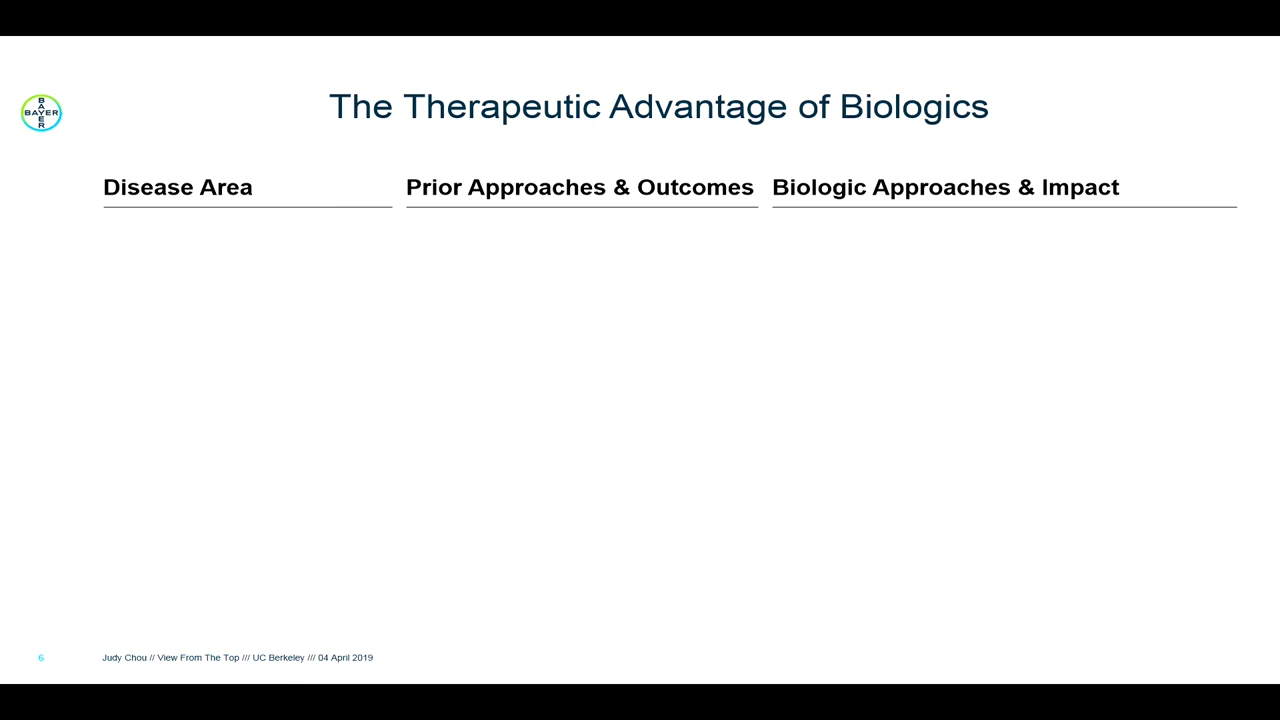 The Therapeutic Advantage of Biologics
BAYER
BAYER
Disease Area
Prior Approaches & Outcomes
Biologic Approaches & Impact
6
Judy Chou // View From The Top /// UC Berkeley /// 04 April 2019